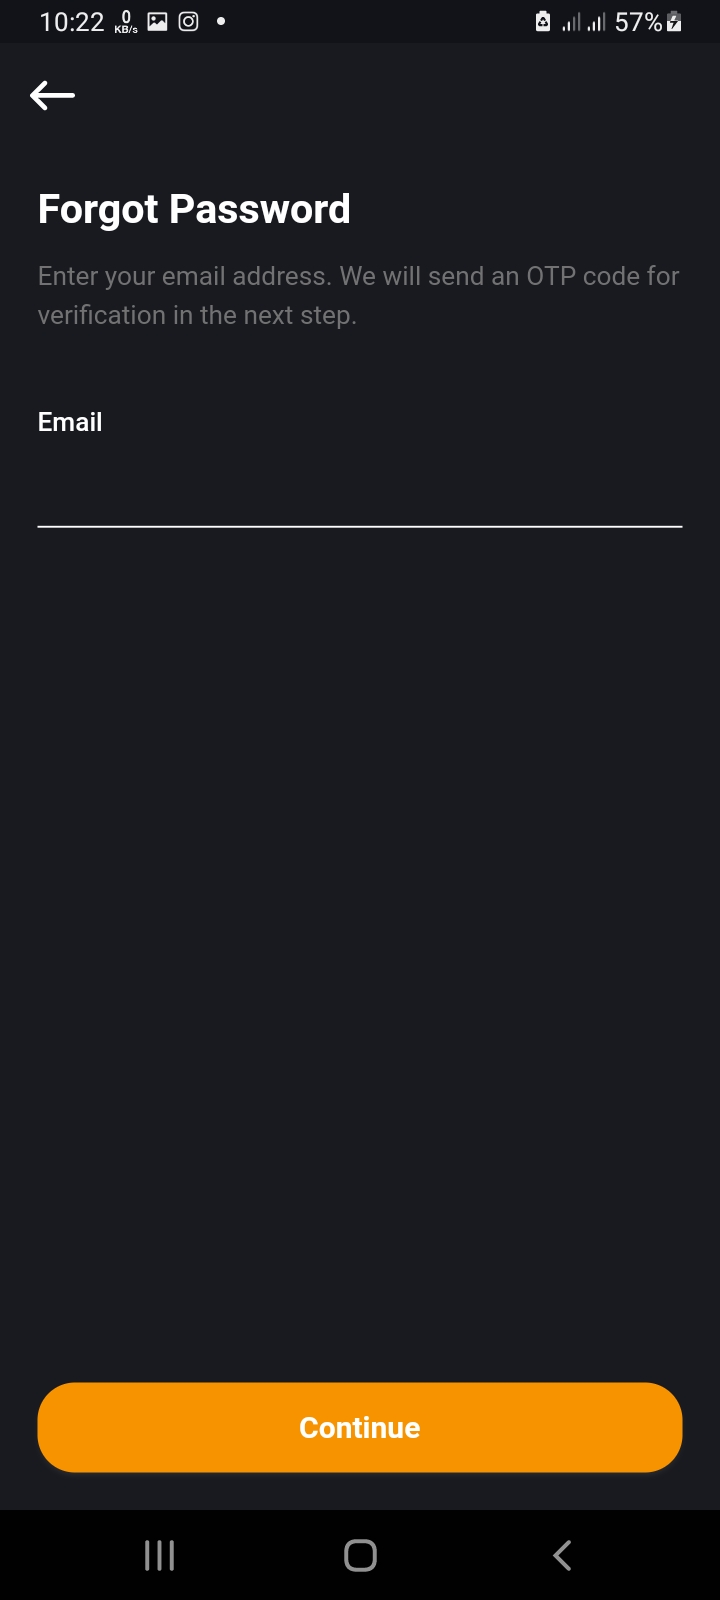 10:22 0 KB/s 57%
Forgot Password
Enter your email address. We will send an OTP code for
verification in the next step.
Email
Continue